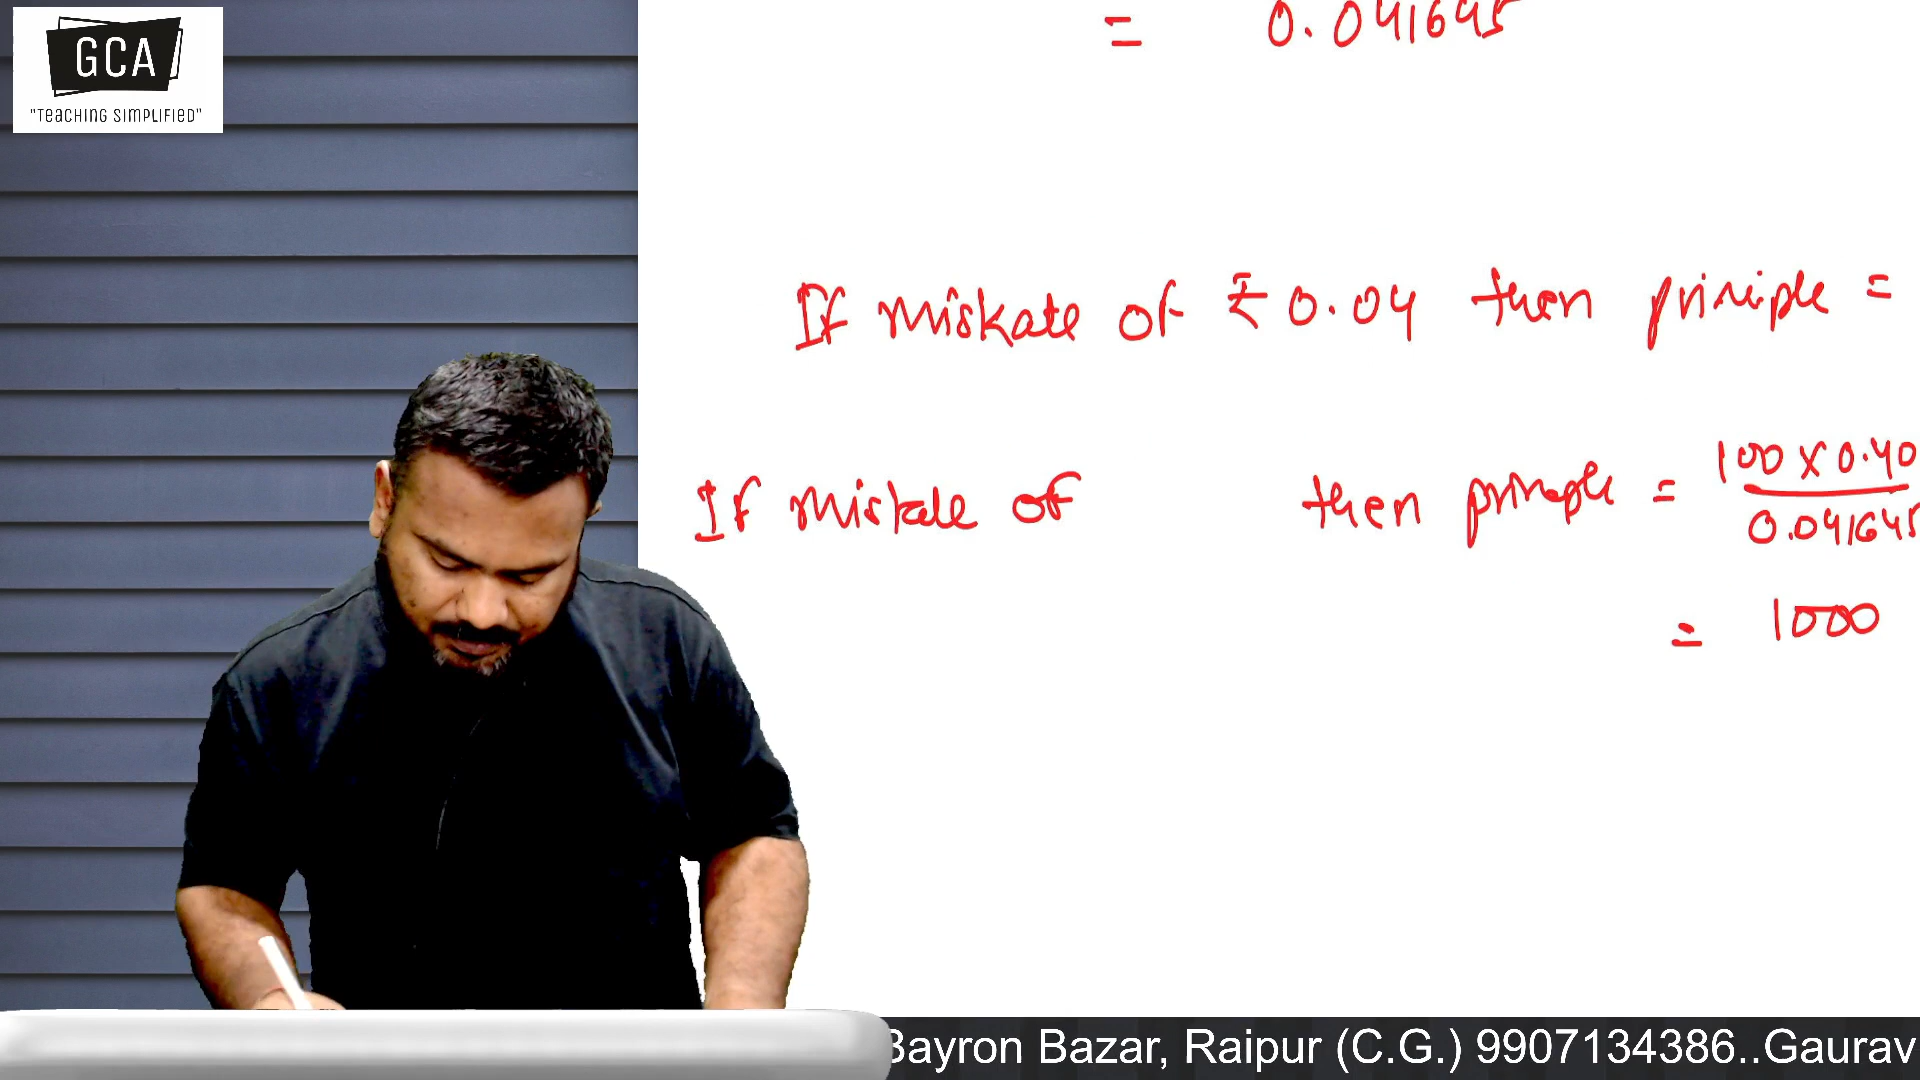 GCA
"Teaching Simplified"
= 0.041645
If miskate of ₹ 0.04 then priniple =
If mistake of then principle = 100 X 0.40
0.041645
= 1000
Bayron Bazar, Raipur (C.G.) 9907134386..Gaurav